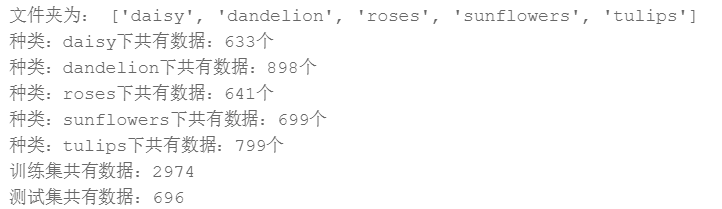 文件夹为： ['daisy', 'dandelion', 'roses', 'sunflowers', 'tulips']
种类：daisy下共有数据：633个
种类：dandelion下共有数据：898个
种类：roses下共有数据：641个
种类：sunflowers下共有数据：699个
种类：tulips下共有数据：799个
训练集共有数据：2974
测试集共有数据：696